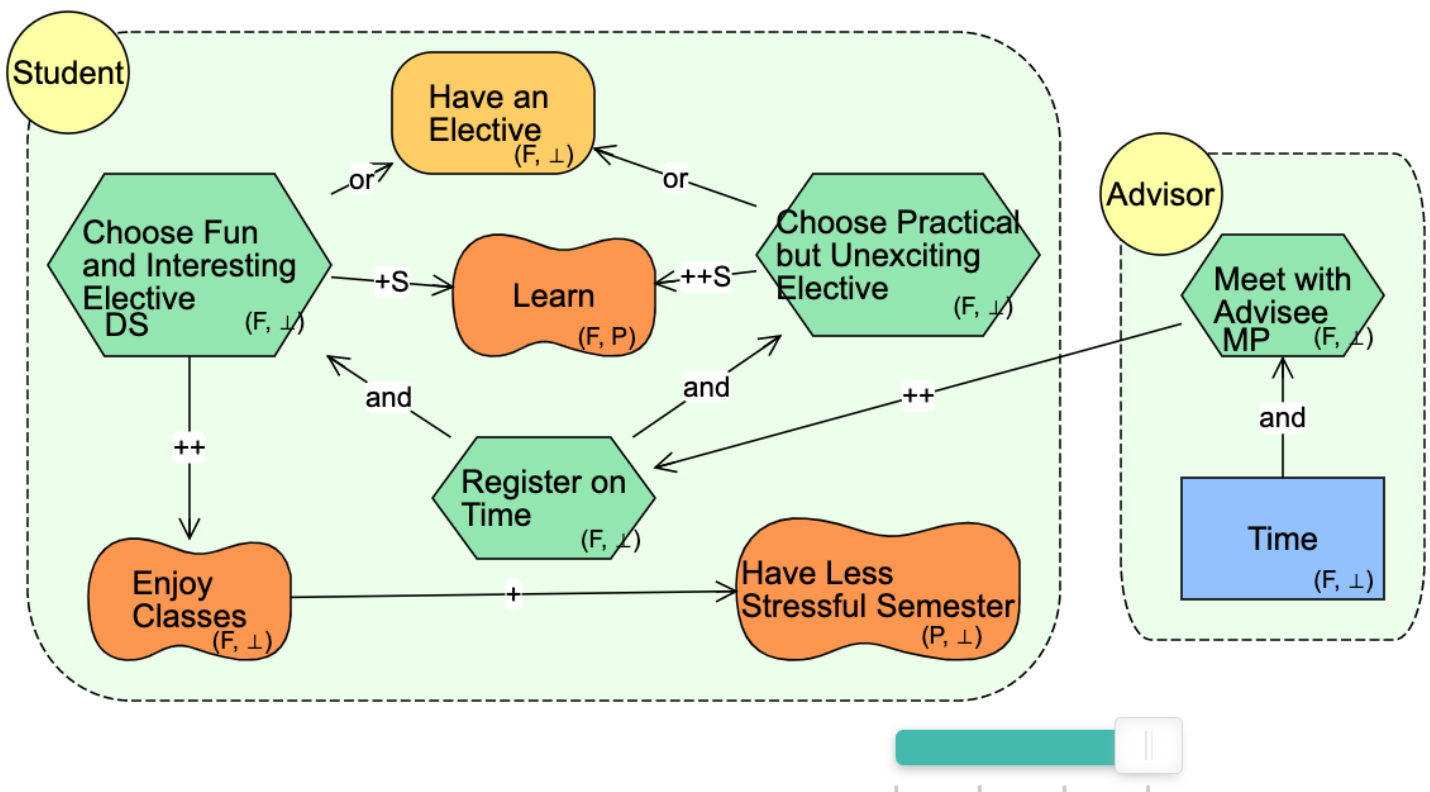 Student
Have an
Elective
(F, ⊥)
or
or
Choose Fun
and Interesting
Elective
DS
(F, ⊥)
Choose Practical
but Unexciting
Elective
(F, ⊥)
+S
Learn
(F, P)
++S
and
and
++
++
Register on
Time
(F, ⊥)
Enjoy
Classes
(F, ⊥)
+
Have Less
Stressful Semester
(P, ⊥)
Advisor
Meet with
Advisee
MP
(F, ⊥)
and
Time
(F, ⊥)